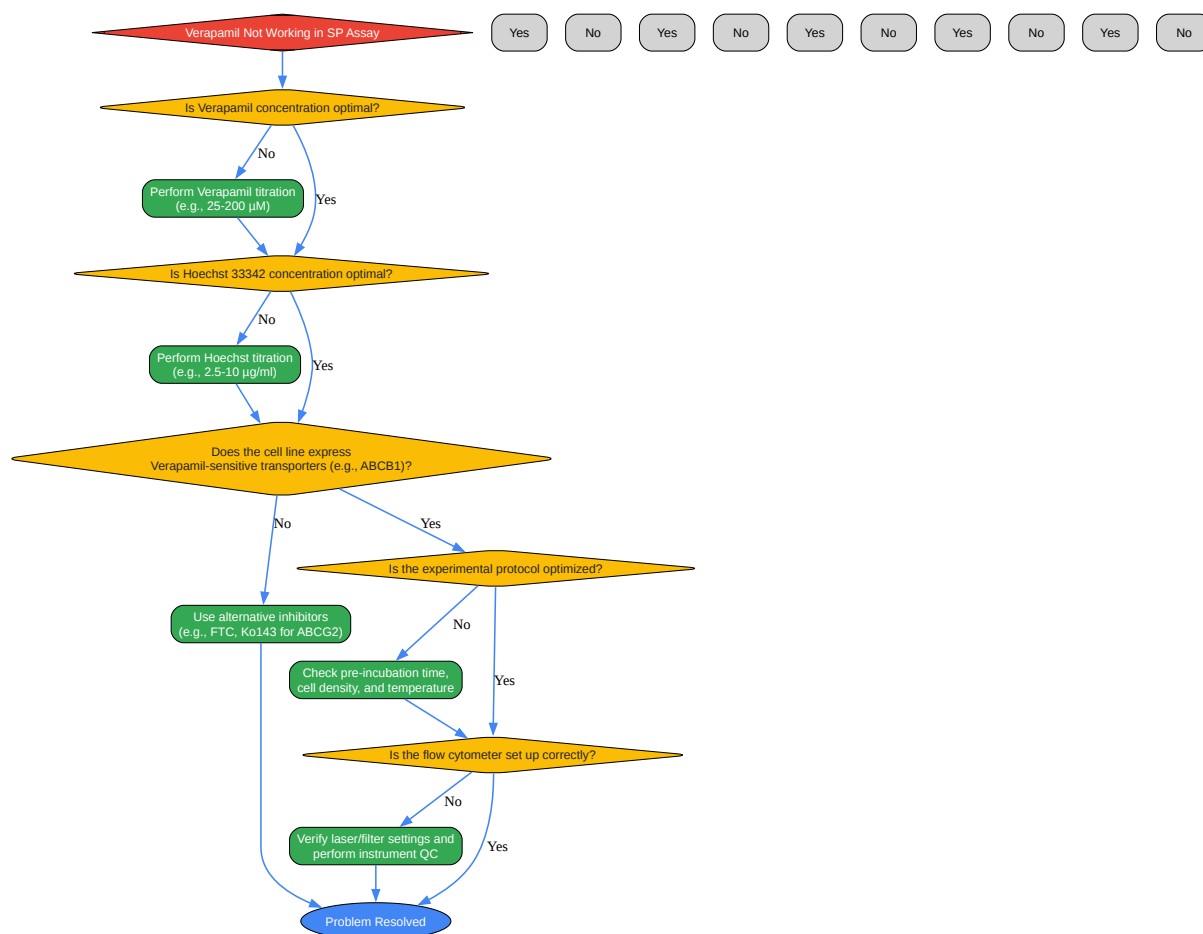 Verapamil Not Working in SP Assay
Yes
No
Yes
No
Yes
No
Yes
No
Yes
No
Is Verapamil concentration optimal?
No
Perform Verapamil titration
(e.g., 25-200 µM)
Yes
Is Hoechst 33342 concentration optimal?
No
Perform Hoechst titration
(e.g., 2.5-10 µg/ml)
Yes
Does the cell line express
Verapamil-sensitive transporters (e.g., ABCB1)?
No
Yes
Is the experimental protocol optimized?
Use alternative inhibitors
(e.g., FTC, Ko143 for ABCG2)
No
Check pre-incubation time,
cell density, and temperature
Yes
Is the flow cytometer set up correctly?
No
Verify laser/filter settings and
perform instrument QC
Yes
Problem Resolved